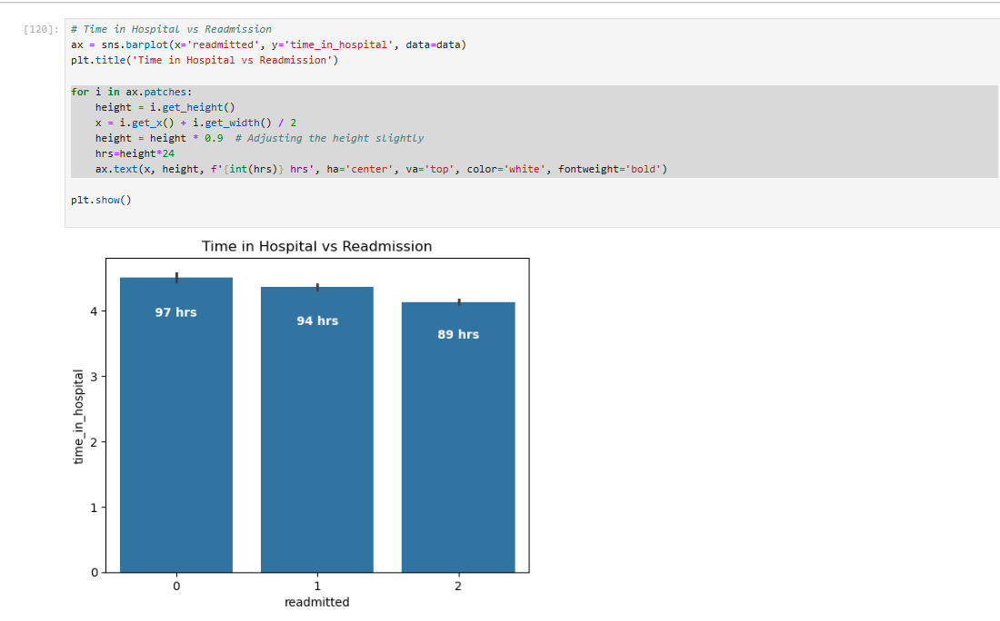 [120]: # Time in Hospital vs Readmission
ax = sns.barplot(x='readmitted', y='time_in_hospital', data=data)
plt.title('Time in Hospital vs Readmission')
for i in ax.patches:
height = i.get_height()
x = i.get_x() + i.get_width() / 2
height = height * 0.9  # Adjusting the height slightly
hrs=height*24
ax.text(x, height, f'{int(hrs)} hrs', ha='center', va='top', color='white', fontweight='bold')
plt.show()
Time in Hospital vs Readmission
97 hrs
94 hrs
89 hrs
4
3
2
1
0
time_in_hospital
0 1 2
readmitted